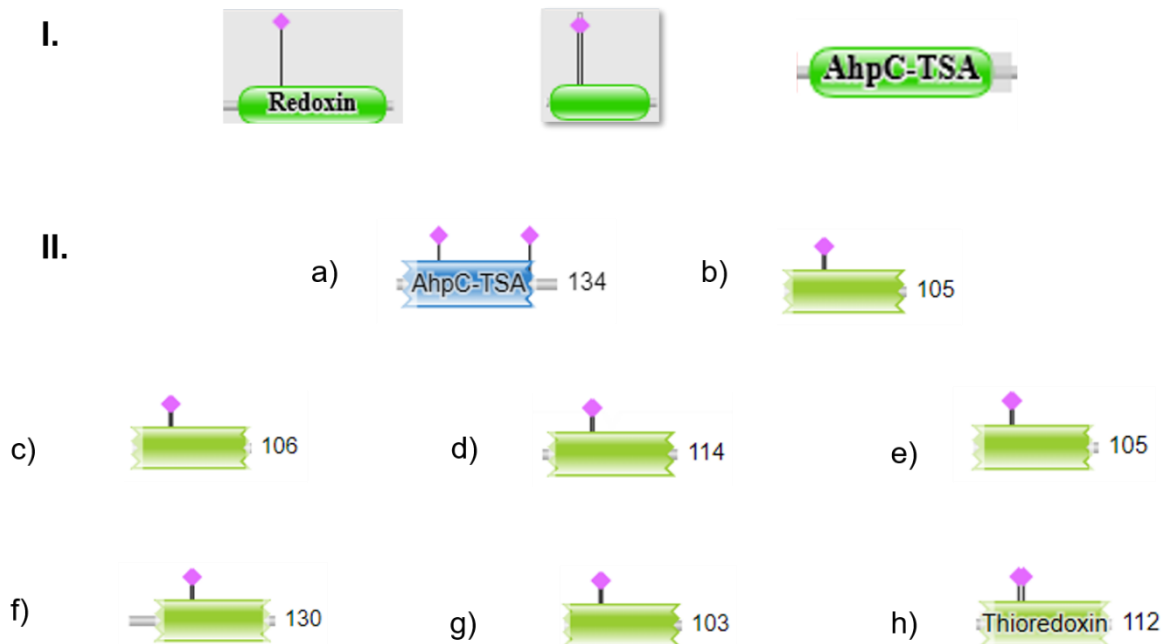 I.
Redoxin
AhpC-TSA
II.
a) AhpC-TSA 134
b) 105
c) 106
d) 114
e) 105
f) 130
g) 103
h) Thioredoxin 112